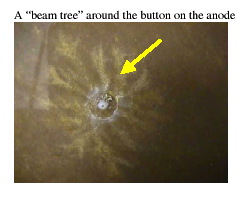 A “beam tree” around the button on the anode